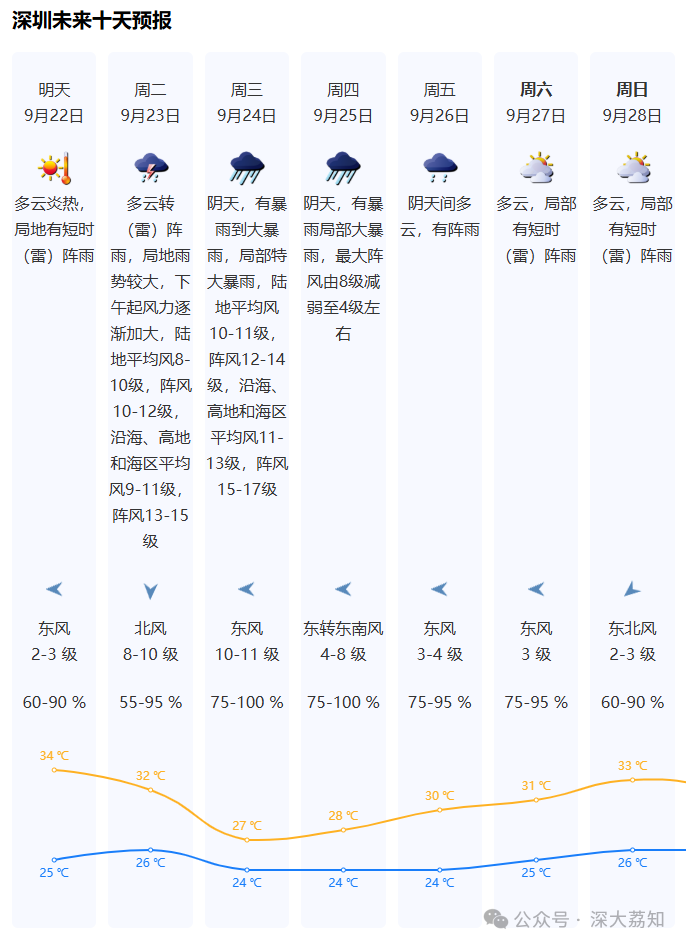 深圳未来十天预报
明天
9月22日
多云炎热，
局地有短时
（雷）阵雨
东风
2-3 级
60-90 %
周二
9月23日
多云转
（雷）阵
雨，局地雨
势较大，下
午起风力逐
渐加大，陆
地平均风8-
10级，阵风
10-12级，
沿海、高地
和海区平均
风9-11级，
阵风13-15
级
北风
8-10 级
55-95 %
周三
9月24日
阴天，有暴
雨到大暴
雨，局部特
大暴雨，陆
地平均风
10-11级，
阵风12-14
级，沿海、
高地和海区
平均风11-
13级，阵风
15-17级
东风
10-11 级
75-100 %
周四
9月25日
阴天，有暴
雨局部大暴
雨，最大阵
风由8级减
弱至4级左
右
东转东南风
4-8 级
75-100 %
周五
9月26日
阴天间多
云，有阵雨
东风
3-4 级
75-95 %
周六
9月27日
多云，局部
有短时
（雷）阵雨
东风
3 级
75-95 %
周日
9月28日
多云，局部
有短时
（雷）阵雨
东北风
2-3 级
60-90 %
34 ℃
32 ℃
27 ℃
28 ℃
30 ℃
31 ℃
33 ℃
25 ℃
26 ℃
24 ℃
24 ℃
24 ℃
25 ℃
26 ℃
公众号 · 深大荔知